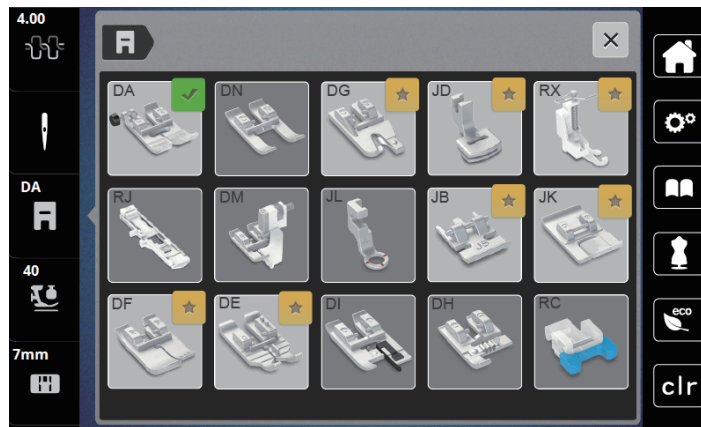 4.00
DA
40
7mm
DA DN DG JD RX
RJ DM JL JB JK
JB
DF DE DI DH RC
eco
clr